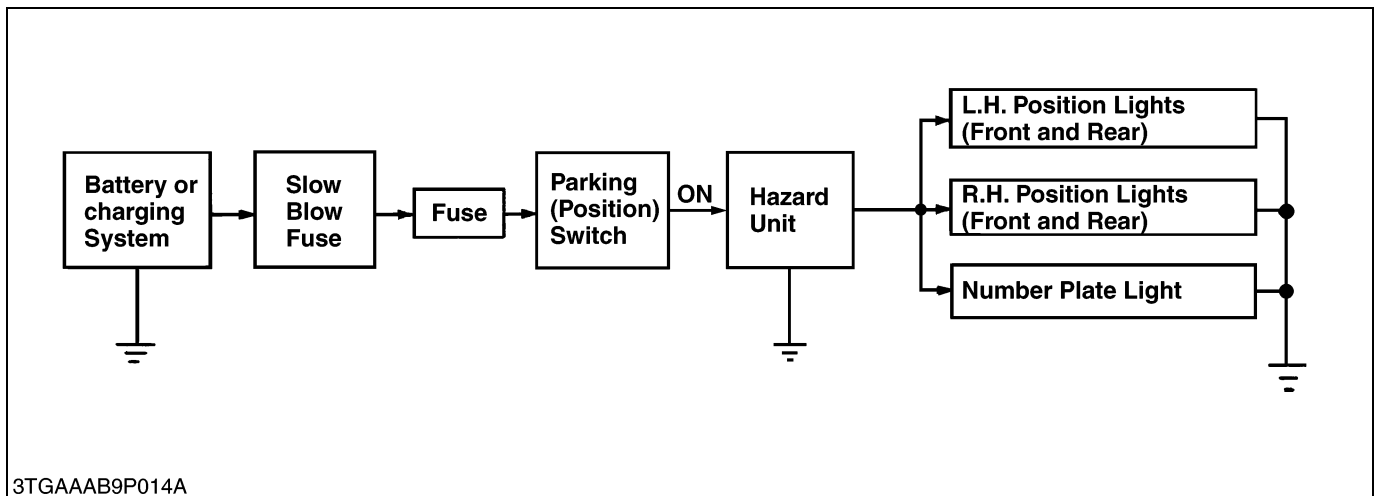 Battery or
charging
System
Slow
Blow
Fuse
Fuse
Parking
(Position)
Switch
ON
Hazard
Unit
L.H. Position Lights
(Front and Rear)
R.H. Position Lights
(Front and Rear)
Number Plate Light
3TGAAAB9P014A